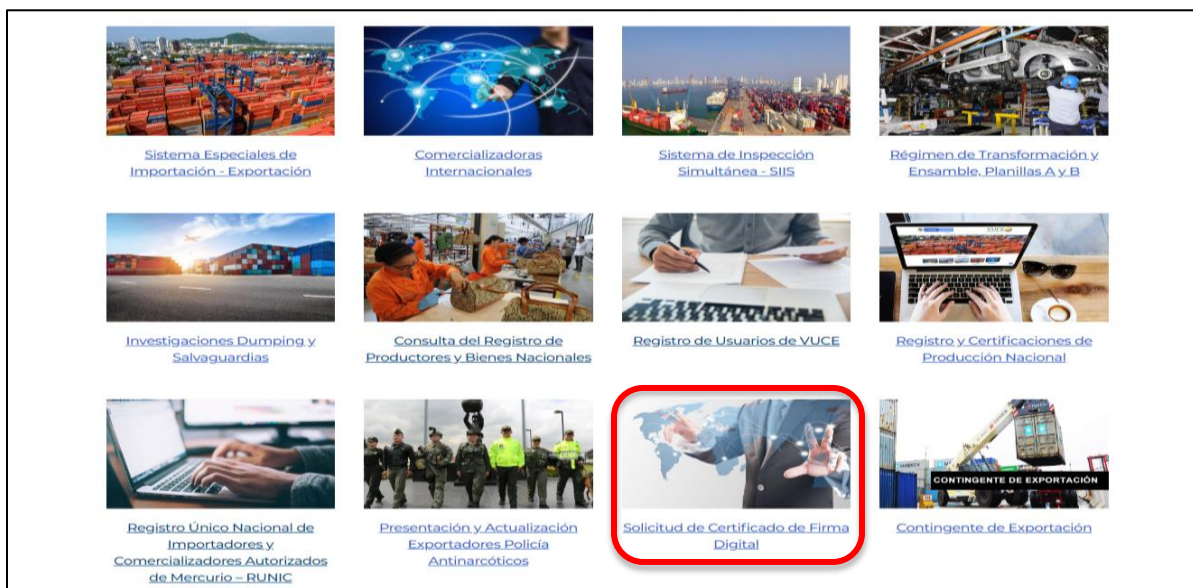 Sistema Especiales de
Importación - Exportación
Comercializadoras
Internacionales
Sistema de Inspección
Simultánea - SIIS
Régimen de Transformación y
Ensamble, Planillas A y B
Investigaciones Dumping y
Salvaguardias
Consulta del Registro de
Productores y Bienes Nacionales
Registro de Usuarios de VUCE
Registro y Certificaciones de
Producción Nacional
CONTINGENTE DE EXPORTACIÓN
Registro Único Nacional de
Importadores y
Comercializadores Autorizados
de Mercurio – RUNIC
Presentación y Actualización
Exportadores Policía
Antinarcóticos
Solicitud de Certificado de Firma
Digital
Contingente de Exportación